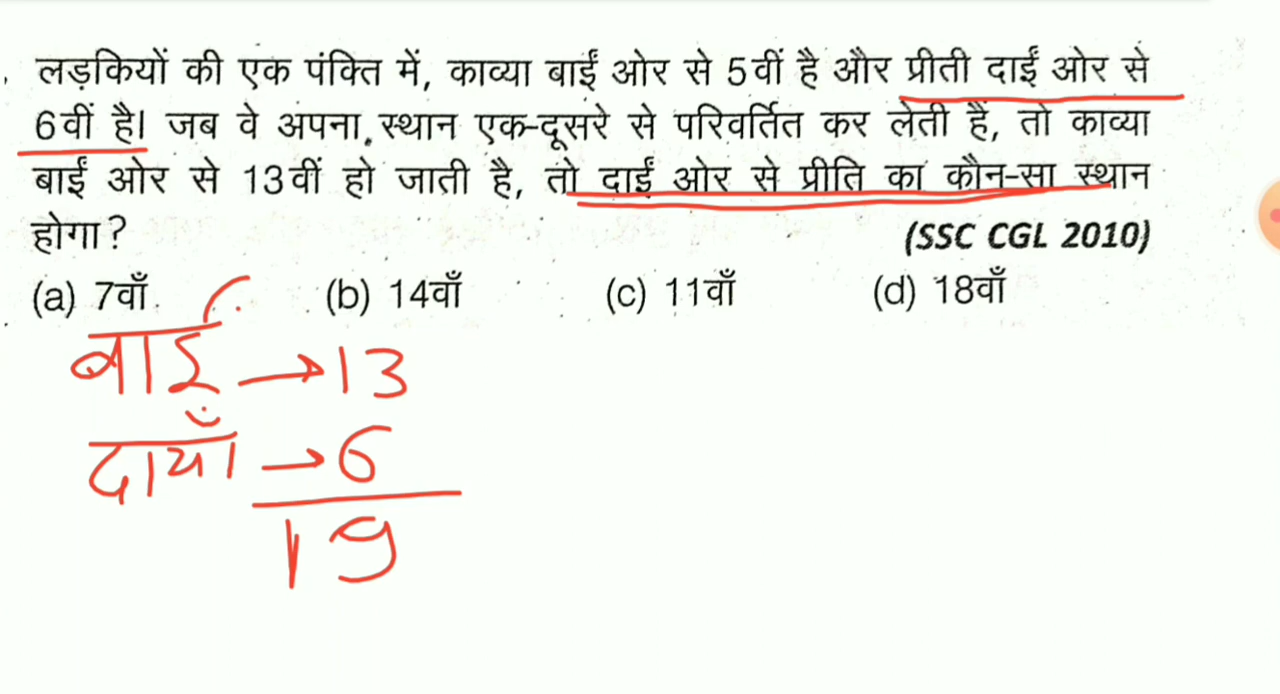 लड़कियों की एक पंक्ति में, काव्या बाईं ओर से 5वीं है और प्रीती दाईं ओर से
6वीं है। जब वे अपना स्थान एक-दूसरे से परिवर्तित कर लेती हैं, तो काव्या
बाईं ओर से 13वीं हो जाती है, तो दाईं ओर से प्रीति का कौन-सा स्थान
होगा? (SSC CGL 2010)
(a) 7वाँ (b) 14वाँ (c) 11वाँ (d) 18वाँ
बाई → 13
दायाँ → 6
19